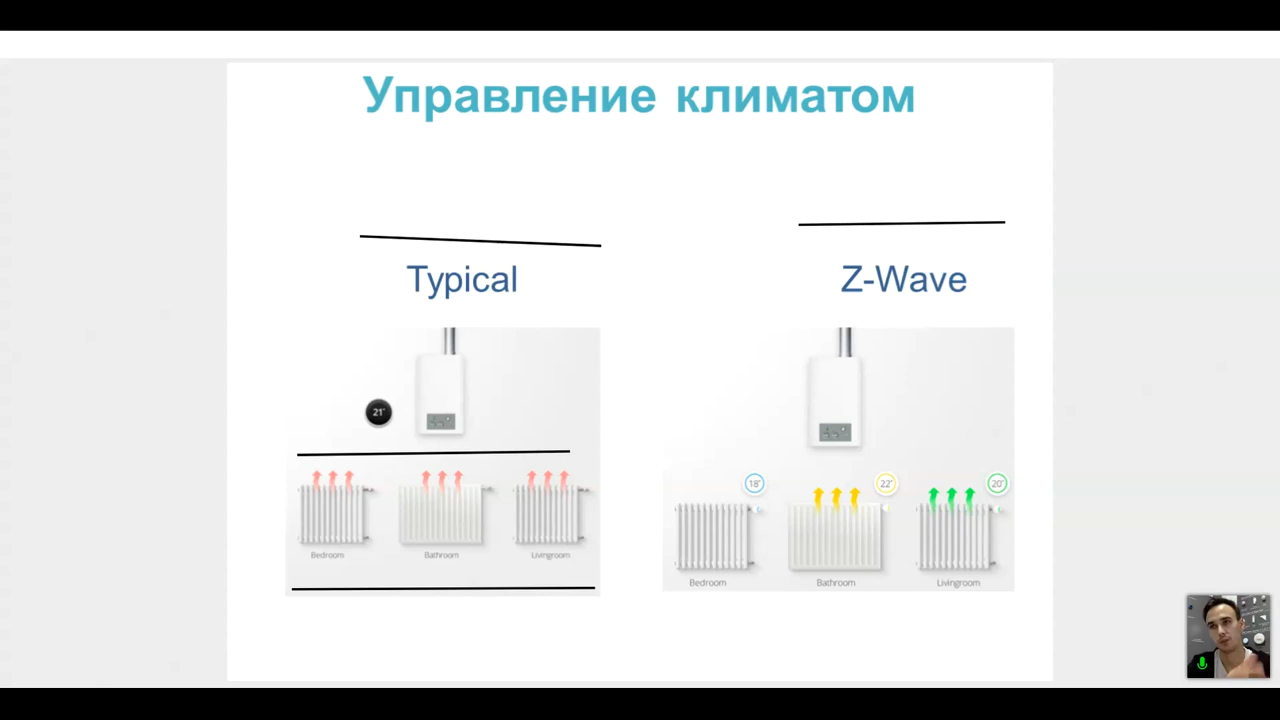 Управление климатом
Typical
Z-Wave
21°
Bedroom
Bathroom
Livingroom
18°
22°
20°
Bedroom
Bathroom
Livingroom